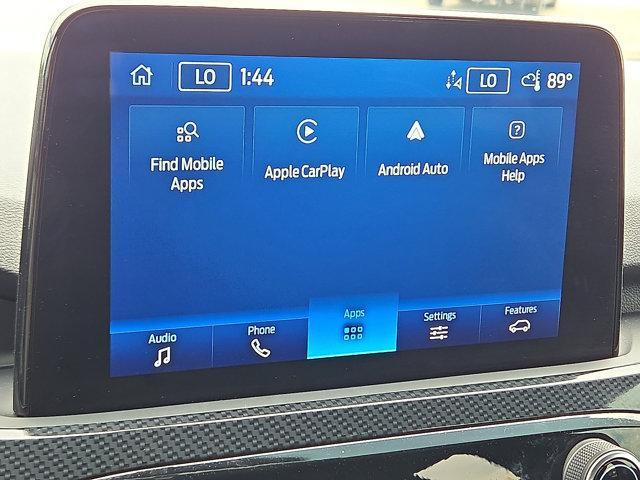 LO 1:44 LO 89°
Find Mobile
Apps
Apple CarPlay
Android Auto
Mobile Apps
Help
Audio
Phone
Apps
Settings
Features